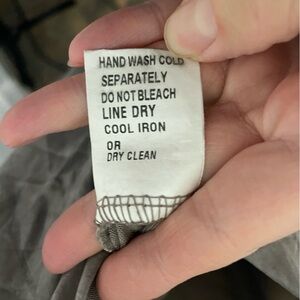 HAND WASH COLD
SEPARATELY
DO NOT BLEACH
LINE DRY
COOL IRON
OR
DRY CLEAN